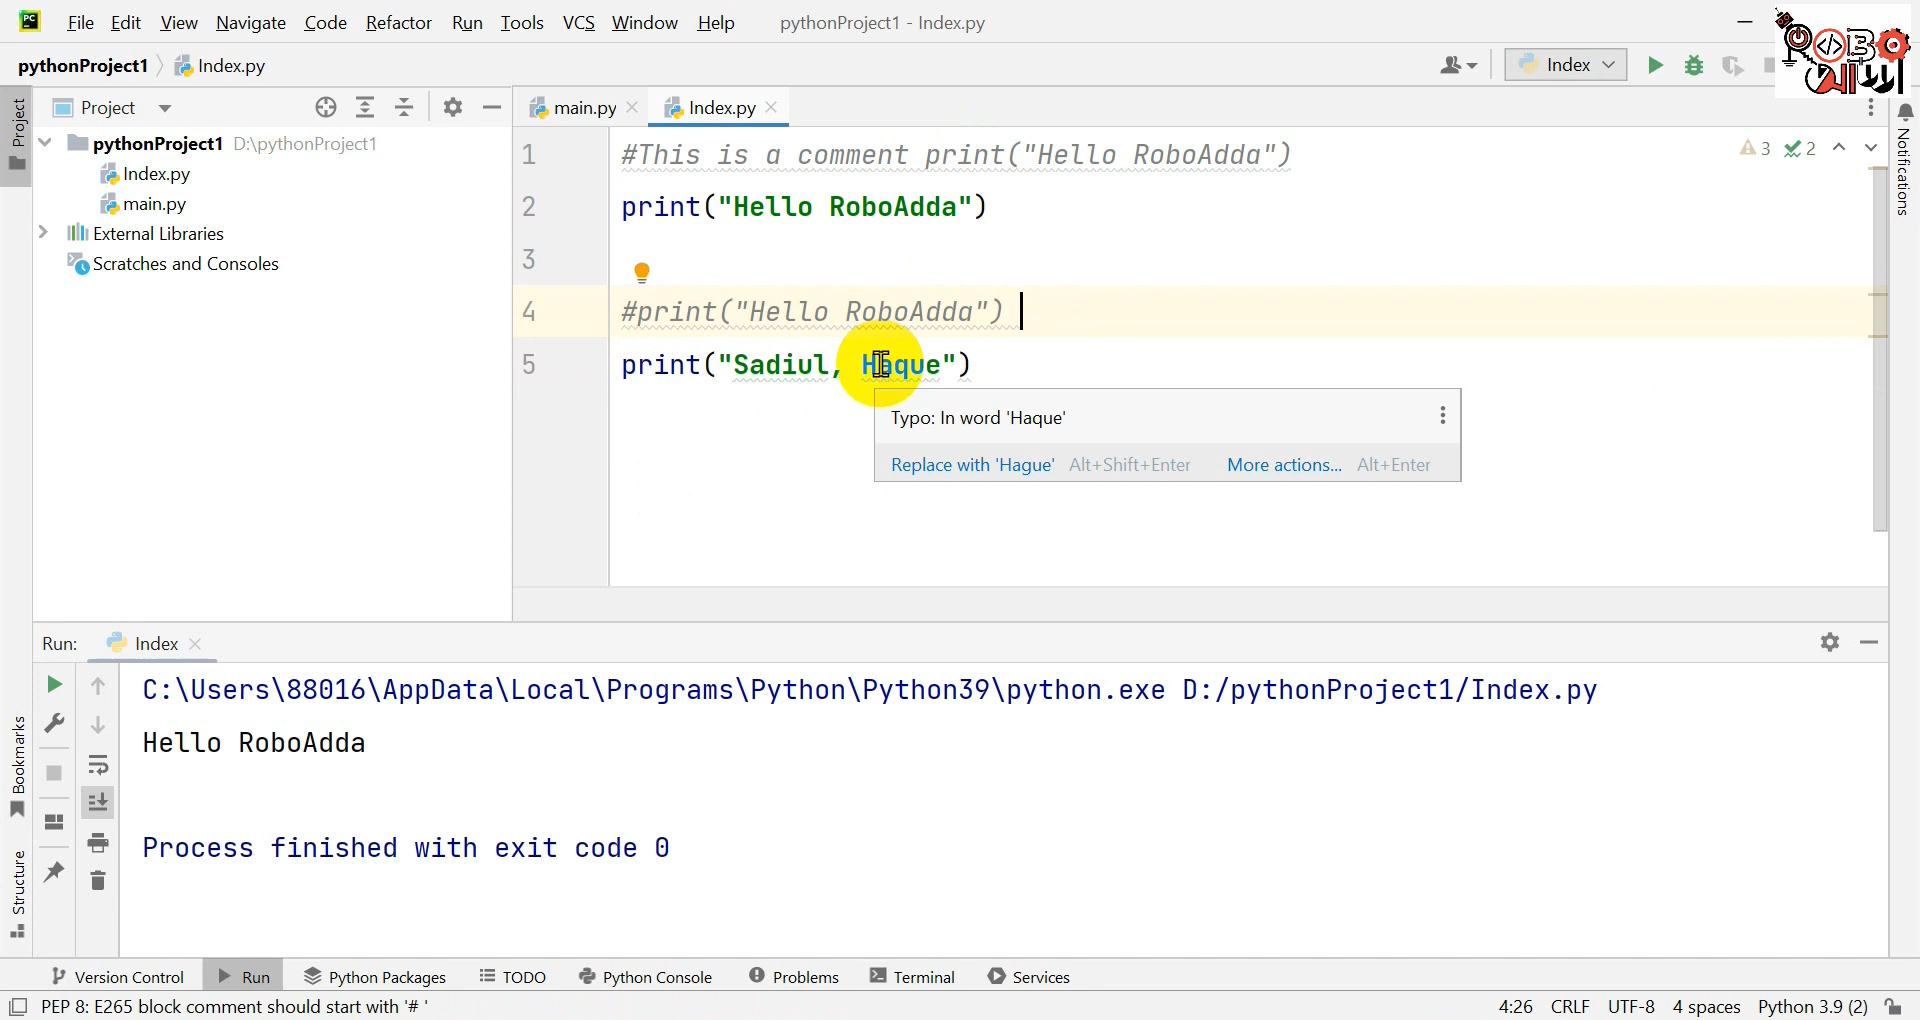 File Edit View Navigate Code Refactor Run Tools VCS Window Help pythonProject1 - Index.py
pythonProject1 Index.py
Index
Project
Project
main.py
Index.py
pythonProject1 D:\pythonProject1
Index.py
main.py
External Libraries
Scratches and Consoles
1 #This is a comment print("Hello RoboAdda")
2 print("Hello RoboAdda")
3
4 #print("Hello RoboAdda")
5 print("Sadiul, Haque")
3 2
Typo: In word 'Haque'
Replace with 'Hague' Alt+Shift+Enter More actions... Alt+Enter
Notifications
Run: Index
C:\Users\88016\AppData\Local\Programs\Python\Python39\python.exe D:/pythonProject1/Index.py
Hello RoboAdda
Process finished with exit code 0
Bookmarks
Structure
Version Control Run Python Packages TODO Python Console Problems Terminal Services
PEP 8: E265 block comment should start with '# '
4:26 CRLF UTF-8 4 spaces Python 3.9 (2)